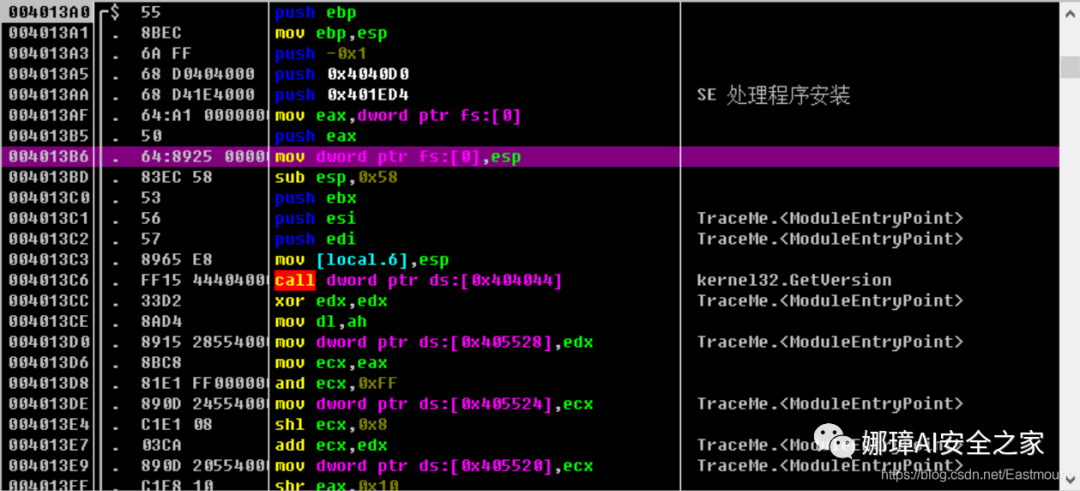 004013A0 $ 55 push ebp
004013A1 . 8BEC mov ebp,esp
004013A3 . 6A FF push -0x1
004013A5 . 68 D0404000 push 0x4040D0
004013AA . 68 D41E4000 push 0x401ED4 SE 处理程序安装
004013AF . 64:A1 000000 mov eax,dword ptr fs:[0]
004013B5 . 50 push eax
004013B6 . 64:8925 0000 mov dword ptr fs:[0],esp
004013BD . 83EC 58 sub esp,0x58
004013C0 . 53 push ebx
004013C1 . 56 push esi TraceMe.<ModuleEntryPoint>
004013C2 . 57 push edi TraceMe.<ModuleEntryPoint>
004013C3 . 8965 E8 mov [local.6],esp
004013C6 . FF15 4440400 call dword ptr ds:[0x404044] kernel32.GetVersion
004013CC . 33D2 xor edx,edx TraceMe.<ModuleEntryPoint>
004013CE . 8AD4 mov dl,ah
004013D0 . 8915 2855400 mov dword ptr ds:[0x405528],edx TraceMe.<ModuleEntryPoint>
004013D6 . 8BC8 mov ecx,eax
004013D8 . 81E1 FF00000 and ecx,0xFF
004013DE . 890D 2455400 mov dword ptr ds:[0x405524],ecx TraceMe.<ModuleEntryPoint>
004013E4 . C1E1 08 shl ecx,0x8
004013E7 . 03CA add ecx,edx TraceMe.<ModuleEntryPoint>
004013E9 . 890D 2055400 mov dword ptr ds:[0x405520],ecx TraceMe.<ModuleEntryPoint>
004013EF . C1E8 10 shr eax,0x10
娜璋AI安全之家
https://blog.csdn.net/Eastmount